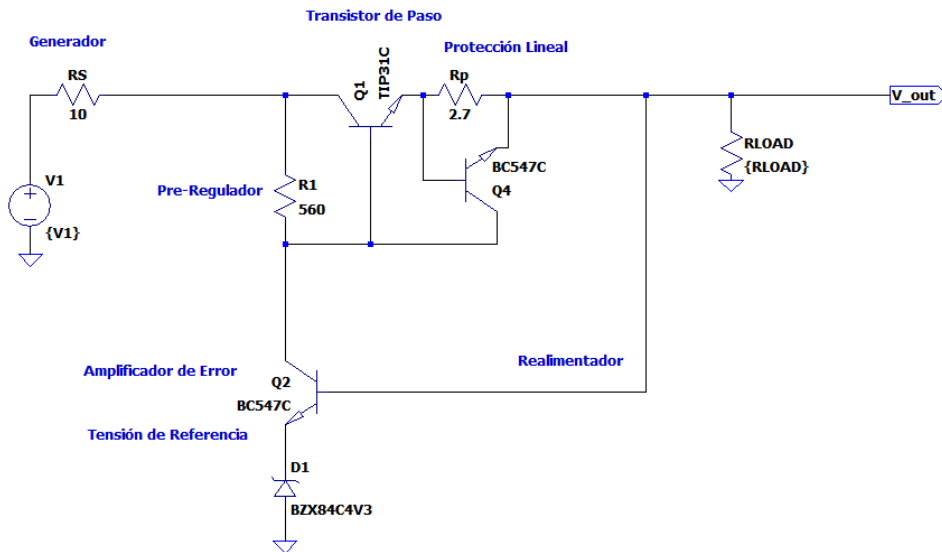 Transistor de Paso
Generador
Protección Lineal
RS
10
Q1
TIP31C
Rp
2.7
V_out
BC547C
Q4
RLOAD
{RLOAD}
V1
{V1}
Pre-Regulador
R1
560
Amplificador de Error
Q2
BC547C
Realimentador
Tensión de Referencia
D1
BZX84C4V3